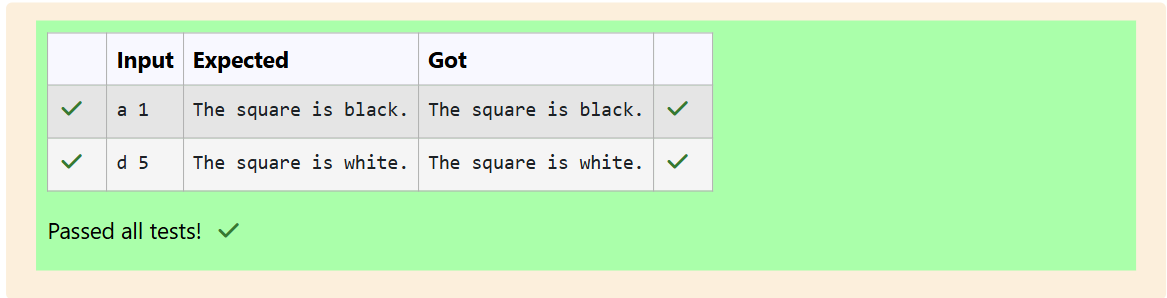 Input Expected Got
a 1 The square is black. The square is black.
d 5 The square is white. The square is white.
Passed all tests!